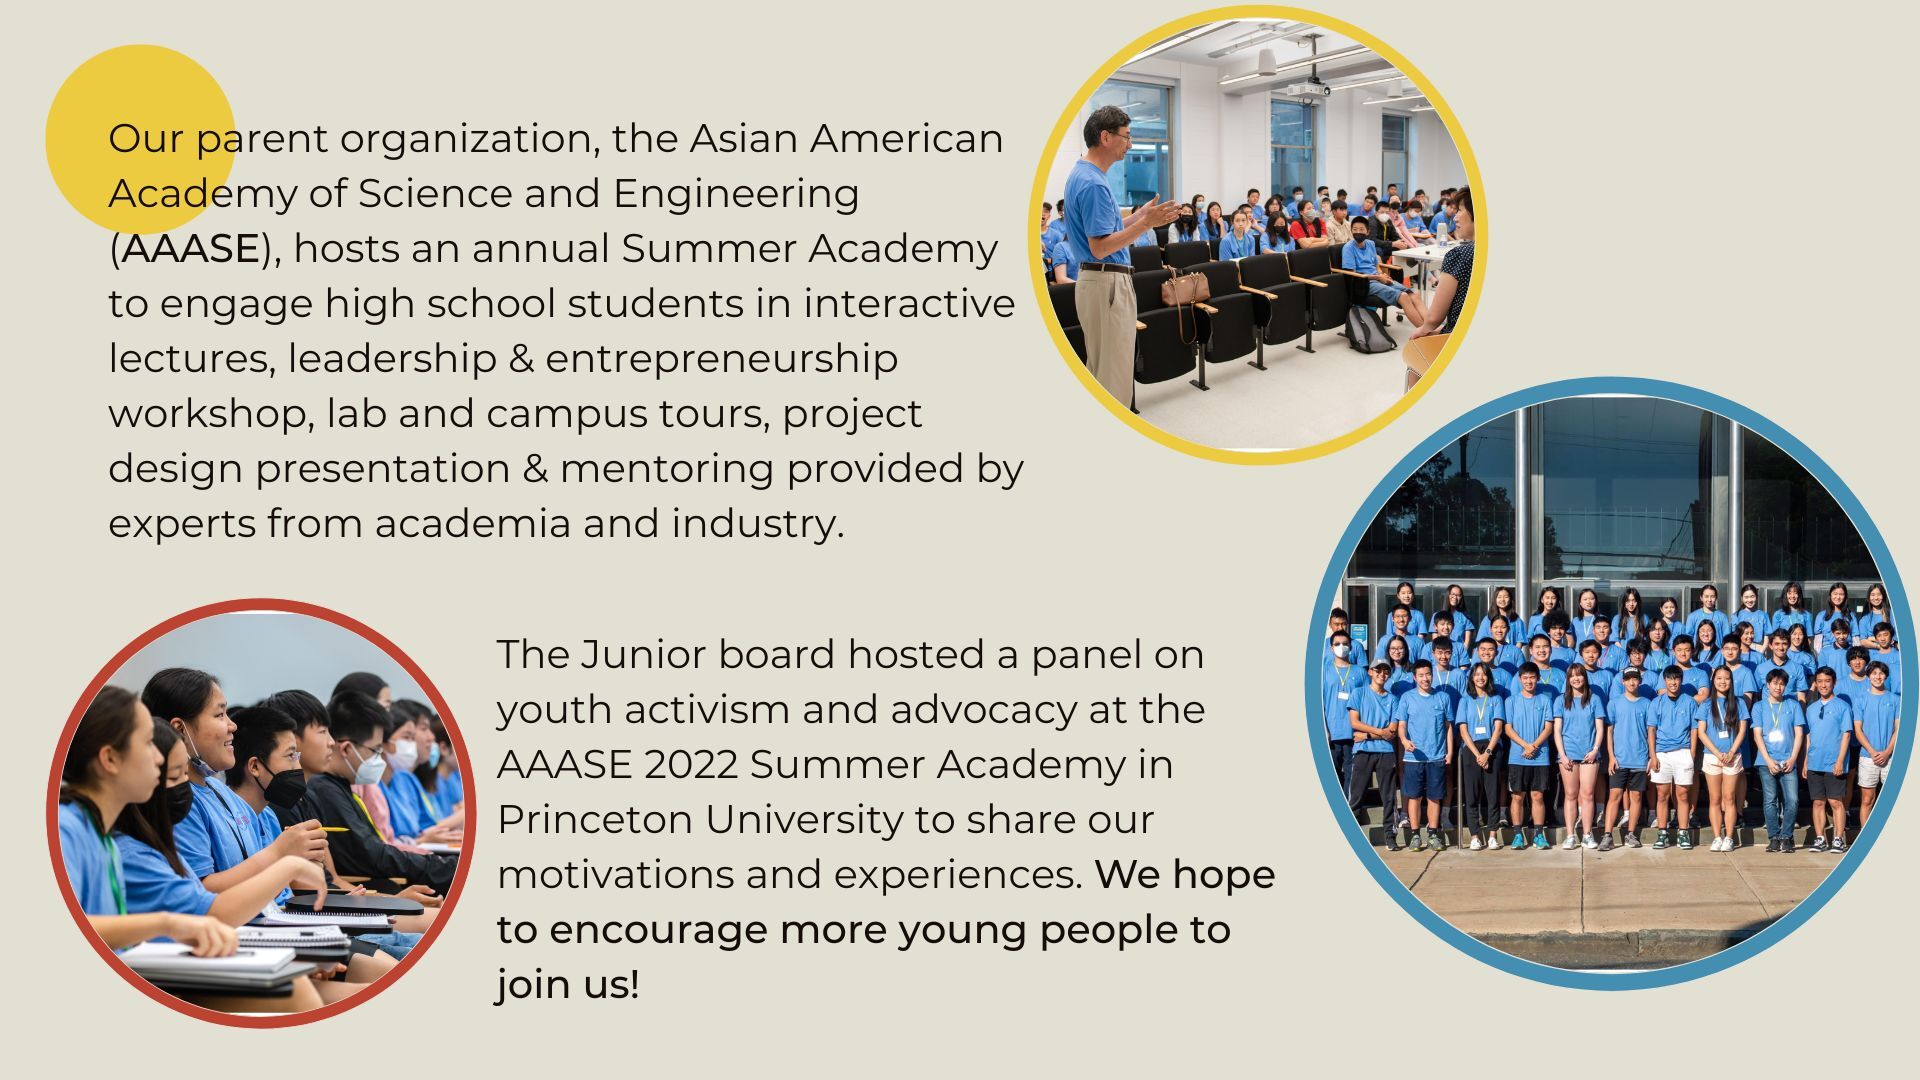 Our parent organization, the Asian American
Academy of Science and Engineering
(AAASE), hosts an annual Summer Academy
to engage high school students in interactive
lectures, leadership & entrepreneurship
workshop, lab and campus tours, project
design presentation & mentoring provided by
experts from academia and industry.
The Junior board hosted a panel on
youth activism and advocacy at the
AAASE 2022 Summer Academy in
Princeton University to share our
motivations and experiences. We hope
to encourage more young people to
join us!